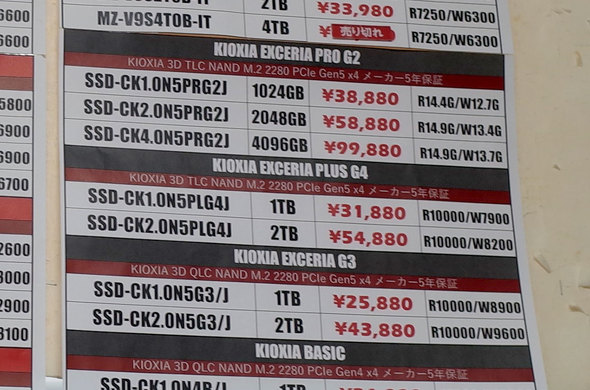 2TB ¥33,980 R7250/W6300
MZ-V9S4T0B-IT 4TB ¥売り切れ R7250/W6300
KIOXIA EXCERIA PRO G2
KIOXIA 3D TLC NAND M.2 2280 PCIe Gen5 x4 メーカー5年保証
SSD-CK1.0N5PRG2J 1024GB ¥38,880 R14.4G/W12.7G
SSD-CK2.0N5PRG2J 2048GB ¥58,880 R14.9G/W13.4G
SSD-CK4.0N5PRG2J 4096GB ¥99,880 R14.9G/W13.7G
KIOXIA EXCERIA PLUS G4
KIOXIA 3D TLC NAND M.2 2280 PCIe Gen5 x4 メーカー5年保証
SSD-CK1.0N5PLG4J 1TB ¥31,880 R10000/W7900
SSD-CK2.0N5PLG4J 2TB ¥54,880 R10000/W8200
KIOXIA EXCERIA G3
KIOXIA 3D QLC NAND M.2 2280 PCIe Gen5 x4 メーカー5年保証
SSD-CK1.0N5G3/J 1TB ¥25,880 R10000/W8900
SSD-CK2.0N5G3/J 2TB ¥43,880 R10000/W9600
KIOXIA BASIC
KIOXIA 3D QLC NAND M.2 2280 PCIe Gen4 x4 メーカー5年保証
SSD-CK1.0N4B/J 1TB